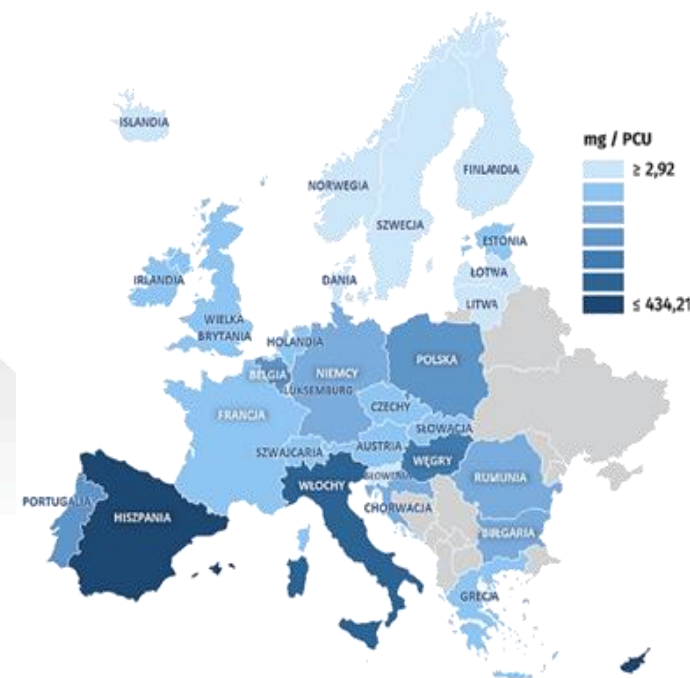 ISLANDIA
mg / PCU
≥ 2,92
≤ 434,21
FINLANDIA
NORWEGIA
SZWECJA
ESTONIA
ŁOTWA
LITWA
DANIA
IRLANDIA
WIELKA
BRYTANIA
HOLANDIA
BELGIA
NIEMCY
LUKSEMBURG
POLSKA
FRANCJA
CZECHY
SŁOWACJA
SZWAJCARIA
AUSTRIA
WĘGRY
WŁOCHY
SŁOWENIA
RUMUNIA
CHORWACJA
PORTUGALIA
HISZPANIA
BUŁGARIA
GRECJA